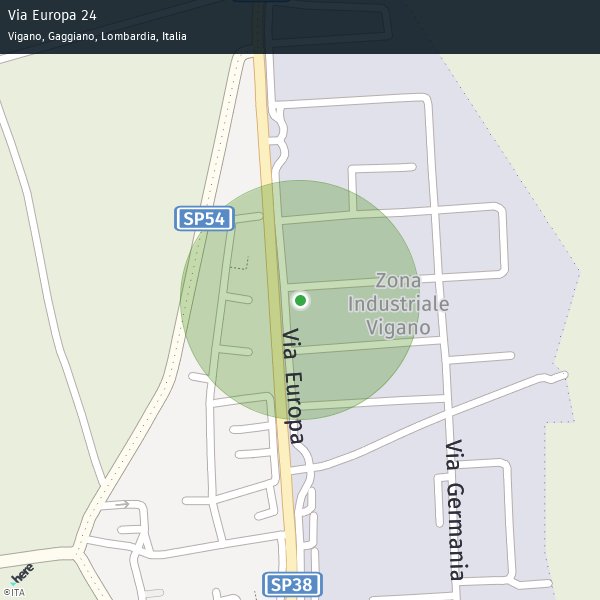 Via Europa 24
Vigano, Gaggiano, Lombardia, Italia
SP54
Zona
Industriale
Vigano
Via Europa
Via Germania
SP38
here
©ITA